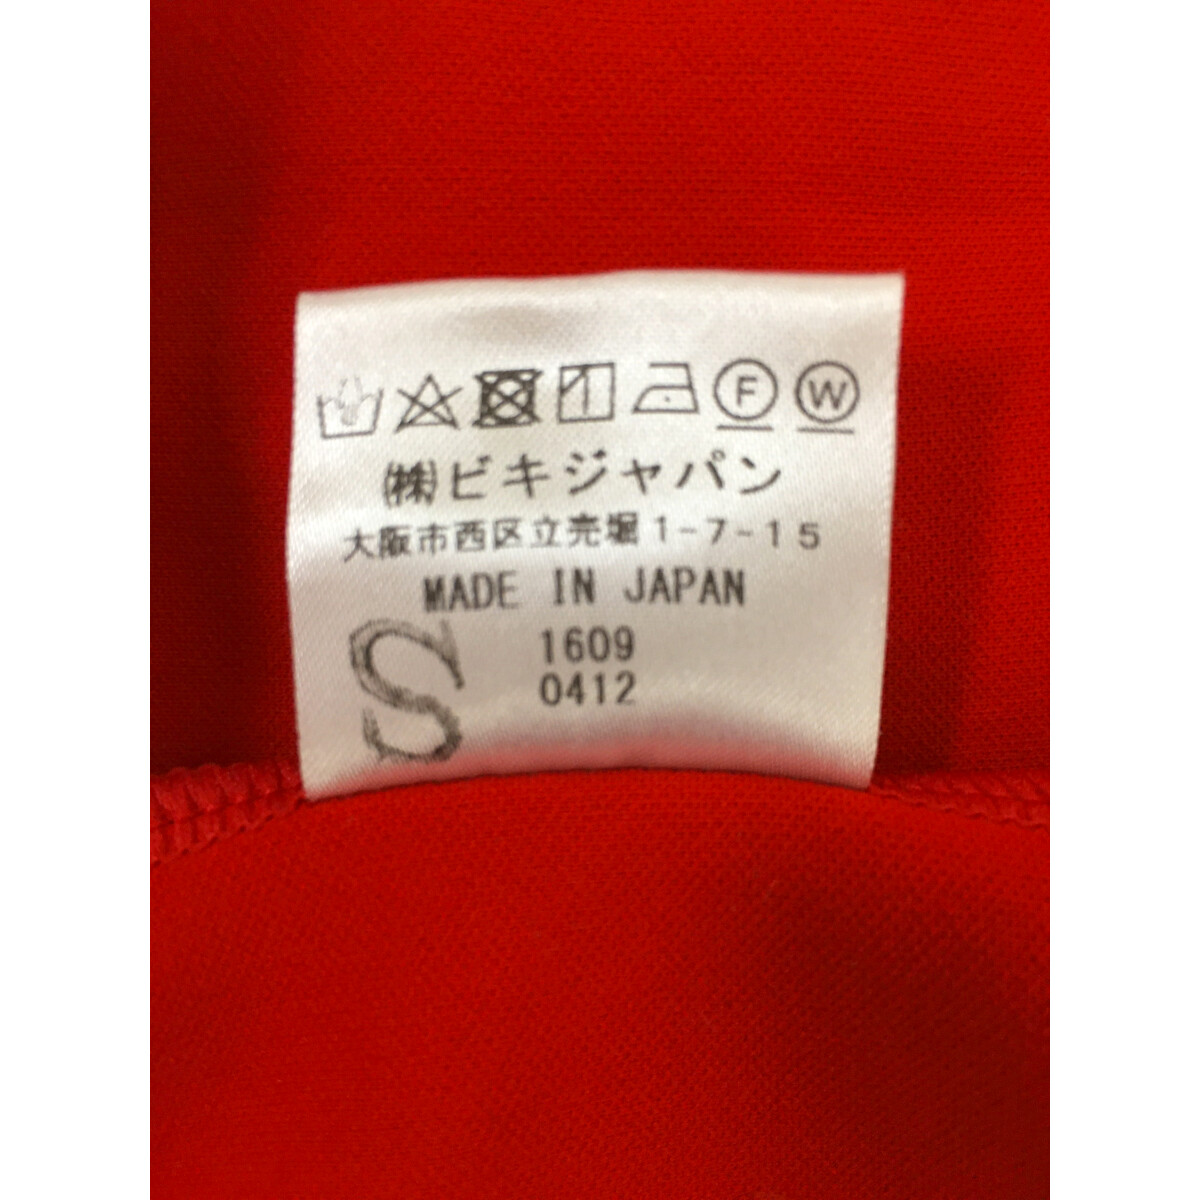 F W
㈱ビキジャパン
大阪市西区立売堀1-7-15
MADE IN JAPAN
1609
0412
S